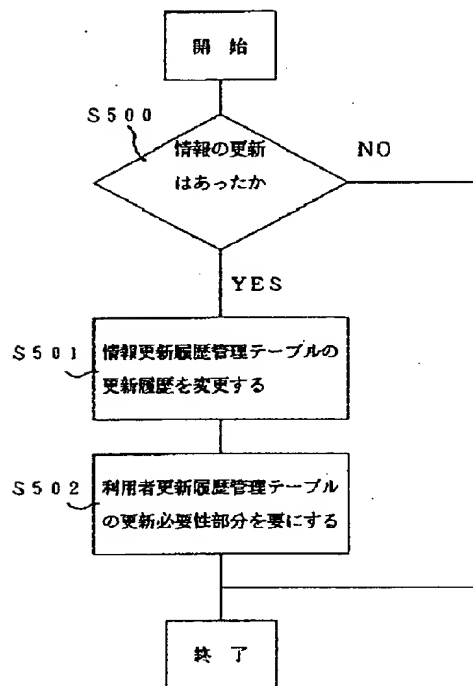 開 始
S500
情報の更新
はあったか
NO
YES
S501
情報更新履歴管理テーブルの
更新履歴を変更する
S502
利用者更新履歴管理テーブル
の更新必要性部分を要にする
終 了